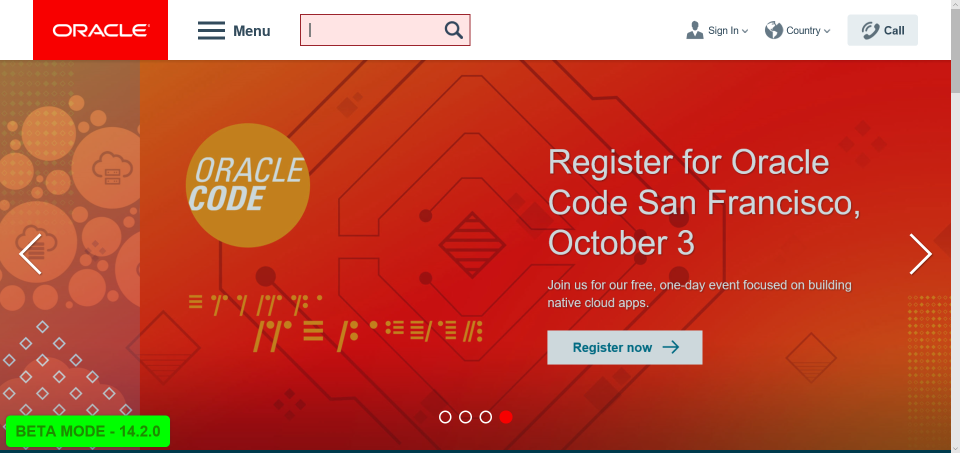 ORACLE
Menu
Sign In
Country
Call
ORACLE
CODE
Register for Oracle
Code San Francisco,
October 3
Join us for our free, one-day event focused on building
native cloud apps.
Register now
BETA MODE - 14.2.0